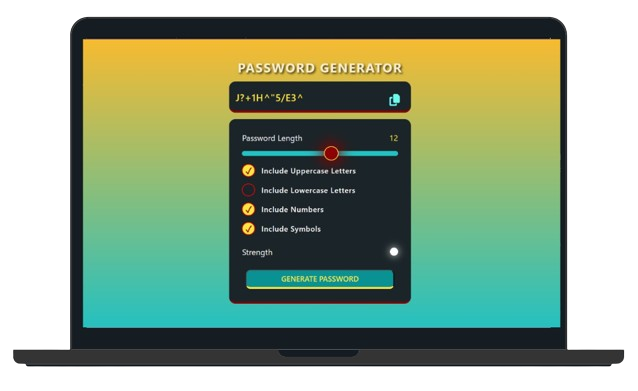 PASSWORD GENERATOR
J?+1H^"5/E3^
Password Length 12
Include Uppercase Letters
Include Lowercase Letters
Include Numbers
Include Symbols
Strength
GENERATE PASSWORD